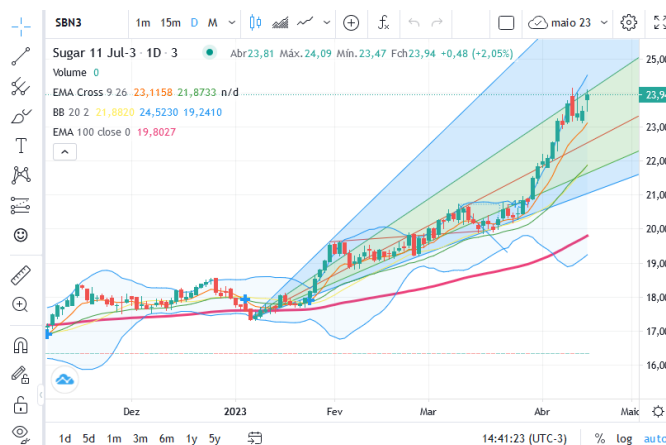 SBN3 1m 15m D M maio 23
Sugar 11 Jul-3 · 1D · 3 Abr23,81 Máx.24,09 Mín.23,47 Fch23,94 +0,48 (+2,05%)
Volume 0
EMA Cross 9 26 23,1158 21,8733 n/d
BB 20 2 21,8820 24,5230 19,2410
EMA 100 close 0 19,8027
25,00
23,94
23,00
22,00
21,00
20,00
19,00
18,00
17,00
16,00
Dez 2023 Fev Mar Abr Maio
1d 5d 1m 3m 6m 1y 5y 14:41:23 (UTC-3) % log auto